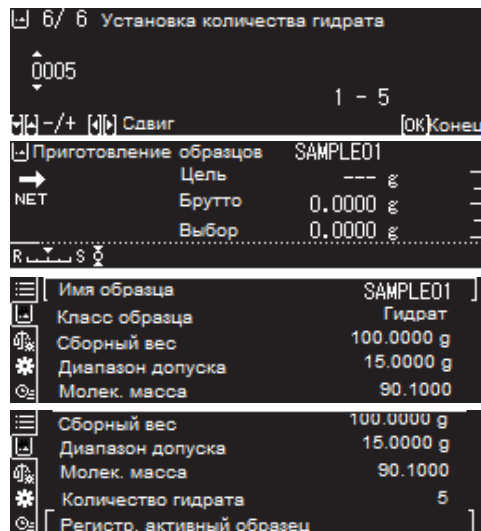 6/ 6 Установка количества гидрата
0005
1 - 5
-/+ Сдвиг [OK]Конец
Приготовление образцов SAMPLE01
Цель --- g
NET Брутто 0.0000 g
Выбор 0.0000 g
R S
[ Имя образца SAMPLE01 ]
Класс образца Гидрат
Сборный вес 100.0000 g
Диапазон допуска 15.0000 g
Молек. масса 90.1000
Сборный вес 100.0000 g
Диапазон допуска 15.0000 g
Молек. масса 90.1000
Количество гидрата 5
[ Регистр. активный образец ]